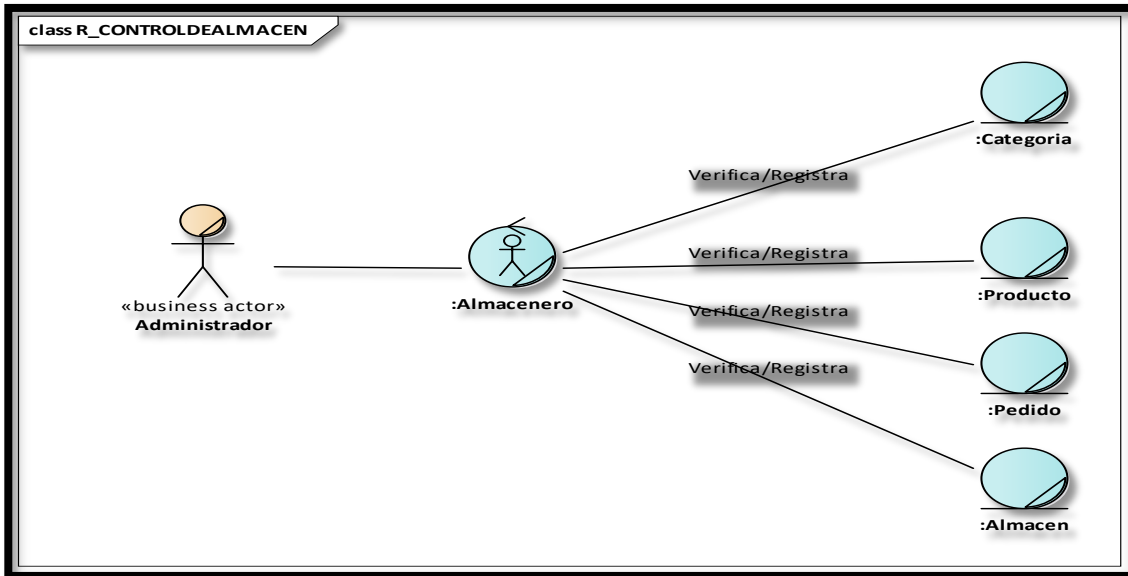 class R_CONTROLDEALMACEN
:Categoria
Verifica/Registra
Verifica/Registra
:Producto
«business actor»
Administrador
:Almacenero
Verifica/Registra
Verifica/Registra
:Pedido
:Almacen